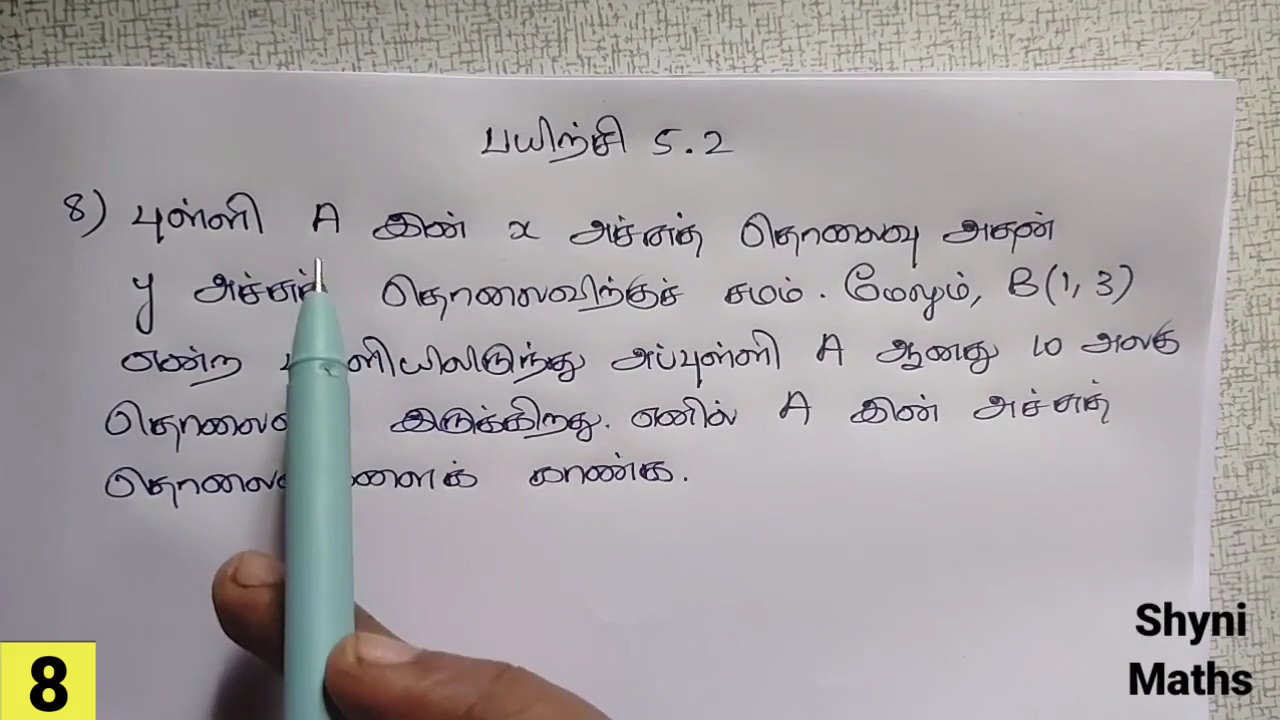 பயிற்சி 5.2
8) புள்ளி A இன் x அச்சுத் தொலைவு அதன்
y அச்சுத் தொலைவிற்குச் சமம். மேலும், B(1, 3)
என்ற அப்புள்ளி A ஆனது 10 அலகு
இருக்கிறது. எனில் A இன் அச்சுத்
காண்க.
Shyni
Maths
8